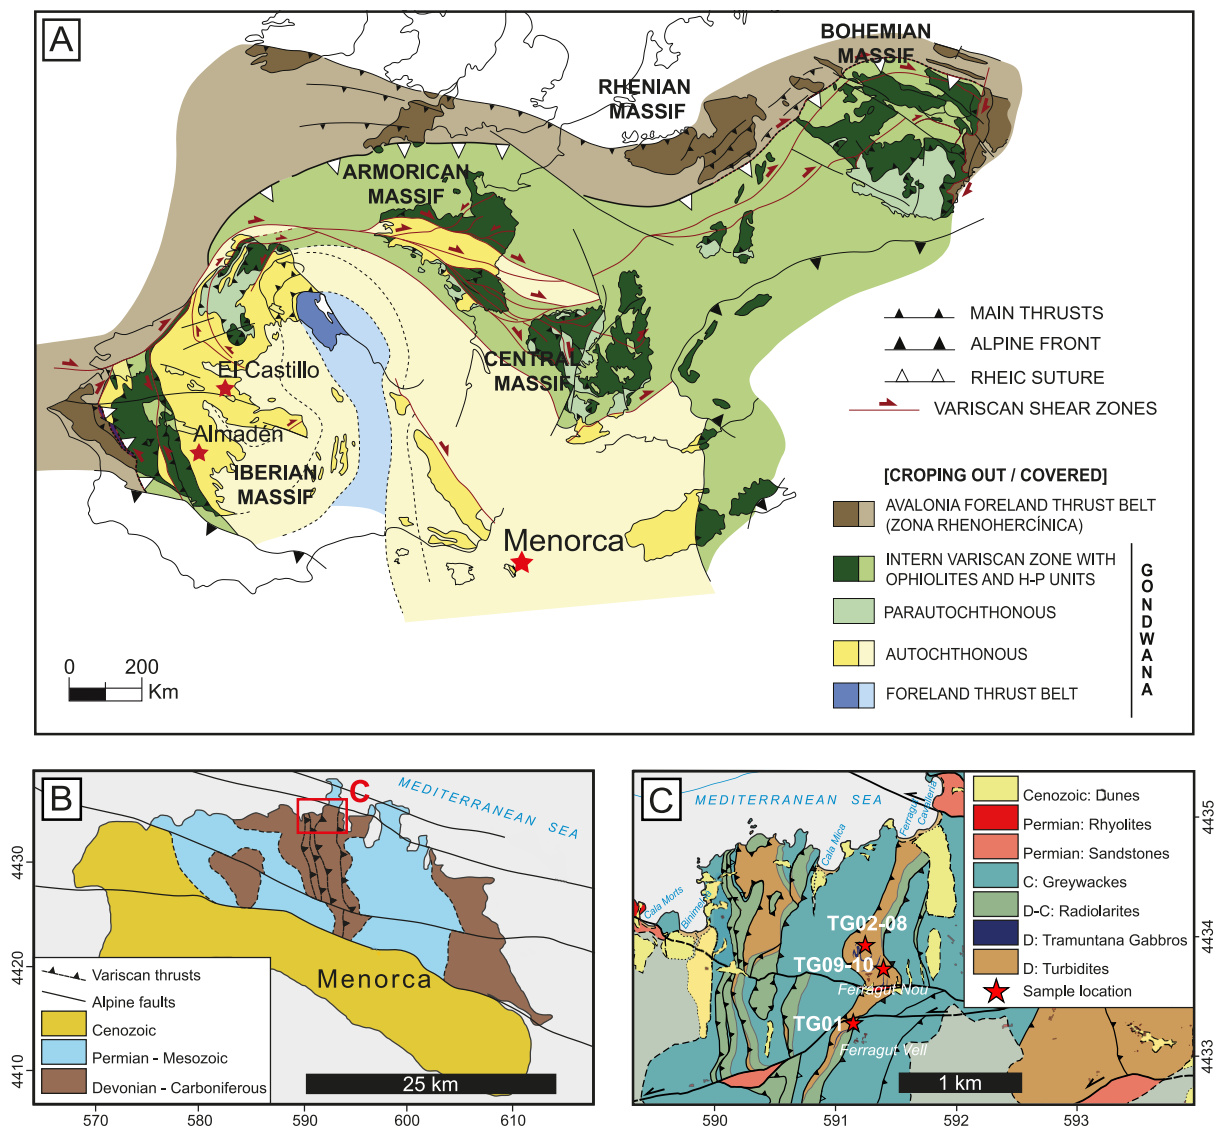 A
BOHEMIAN
MASSIF
RHENIAN
MASSIF
ARMORICAN
MASSIF
CENTRAL
MASSIF
El Castillo
Almadén
IBERIAN
MASSIF
Menorca
0 200
Km
MAIN THRUSTS
ALPINE FRONT
RHEIC SUTURE
VARISCAN SHEAR ZONES
[CROPING OUT / COVERED]
AVALONIA FORELAND THRUST BELT
(ZONA RHENOHERCÍNICA)
INTERN VARISCAN ZONE WITH
OPHIOLITES AND H-P UNITS
PARAUTOCHTHONOUS
AUTOCHTHONOUS
FORELAND THRUST BELT
GONDWANA
B
C
MEDITERRANEAN SEA
Menorca
Variscan thrusts
Alpine faults
Cenozoic
Permian - Mesozoic
Devonian - Carboniferous
25 km
4430
4420
4410
570 580 590 600 610
C
MEDITERRANEAN SEA
Cala Morts
Binimel·là
Cala Mica
Ferragut
Cavalleria
TG02-08
TG09-10
Ferragut Nou
TG01
Ferragut Vell
Cenozoic: Dunes
Permian: Rhyolites
Permian: Sandstones
C: Greywackes
D-C: Radiolarites
D: Tramuntana Gabbros
D: Turbidites
Sample location
1 km
4435
4434
4433
590 591 592 593